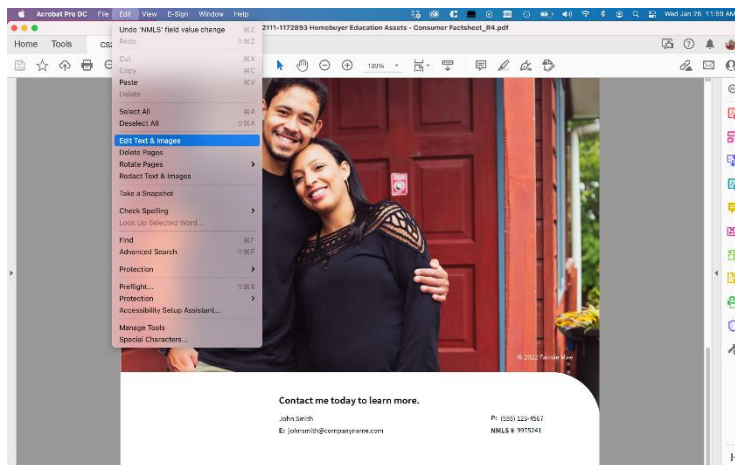 Acrobat Pro DC File Edit View E-Sign Window Help Wed Jan 26 11:59 AM
2111-1172893 Homebuyer Education Assets - Consumer Factsheet_R4.pdf
Home Tools
Undo 'NMLS' field value change ⌘Z
Redo ⇧⌘Z
Cut ⌘X
Copy ⌘C
Paste ⌘V
Delete
Select All ⌘A
Deselect All ⇧⌘A
Edit Text & Images
Delete Pages
Rotate Pages >
Redact Text & Images
Take a Snapshot
Check Spelling >
Look Up Selected Word...
Find ⌘F
Advanced Search ⇧⌘F
Protection >
Preflight... ⇧⌘X
Protection >
Accessibility Setup Assistant...
Manage Tools
Special Characters...
© 2022 Fannie Mae
Contact me today to learn more.
John Smith P: (555) 123-4567
E: johnsmith@companyname.com NMLS # 9975241